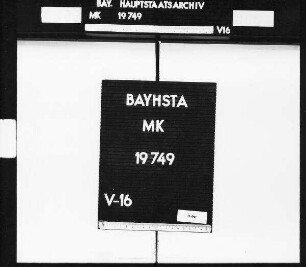 BAY. HAUPTSTAATSARCHIV
MK 19749
V16
BAYHSTA
MK
19749
V-16